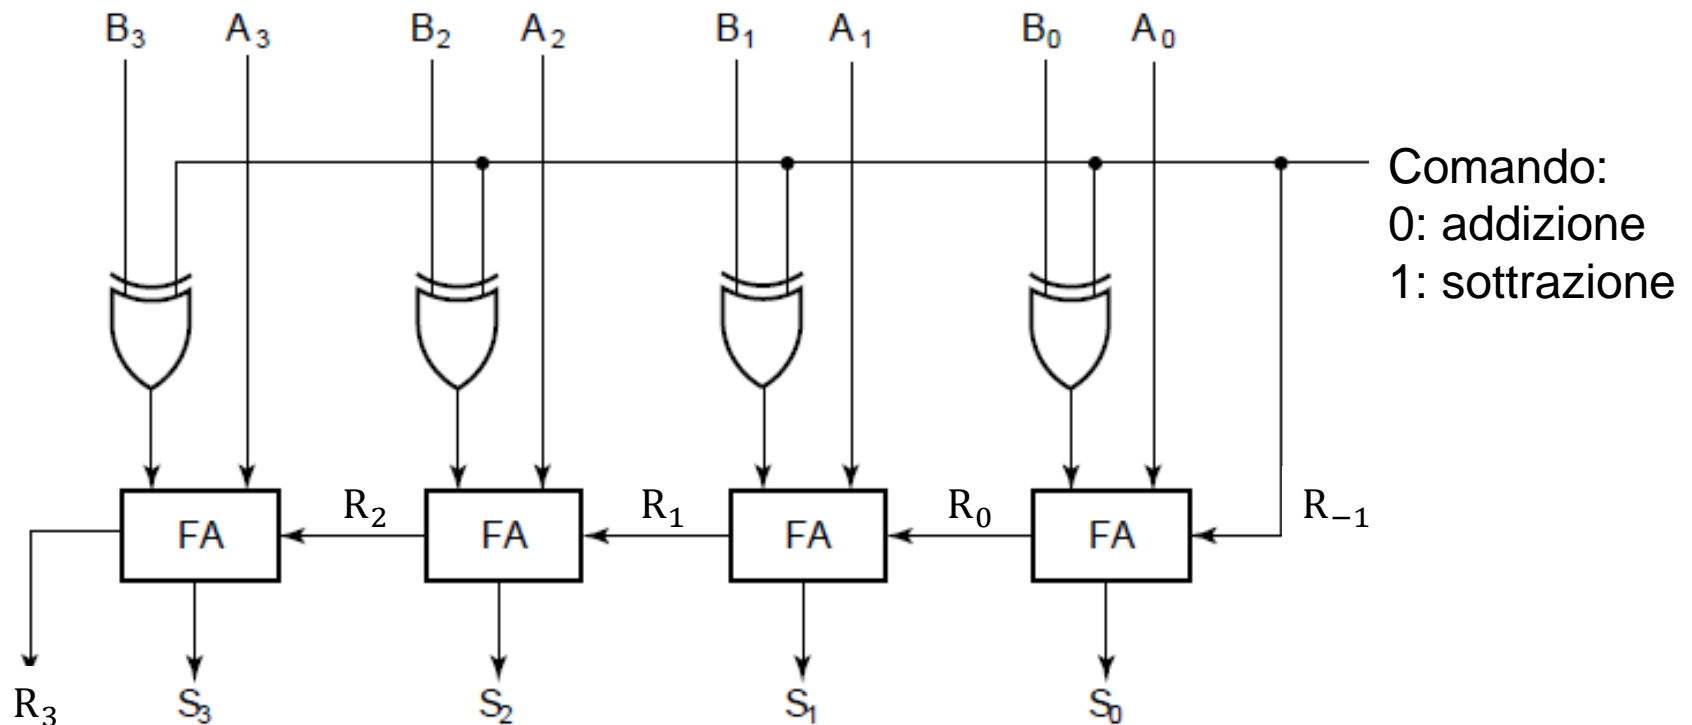 B₃ A₃ B₂ A₂ B₁ A₁ B₀ A₀
Comando:
0: addizione
1: sottrazione
FA R₂ FA R₁ FA R₀ FA R₋₁
R₃ S₃ S₂ S₁ S₀